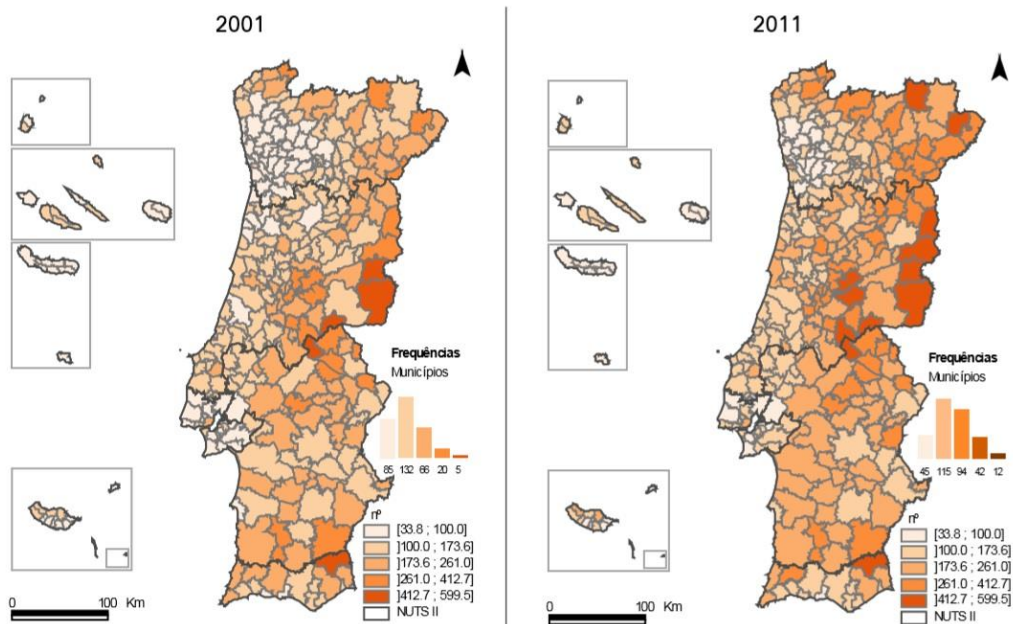 2001
Frequências
Municípios
85 132 66 20 5
nº
[33.8 ; 100.0]
]100.0 ; 173.6]
]173.6 ; 261.0]
]261.0 ; 412.7]
]412.7 ; 599.5]
NUTS II
0 100 Km
2011
Frequências
Municípios
45 115 94 42 12
nº
[33.8 ; 100.0]
]100.0 ; 173.6]
]173.6 ; 261.0]
]261.0 ; 412.7]
]412.7 ; 599.5]
NUTS II
0 100 Km